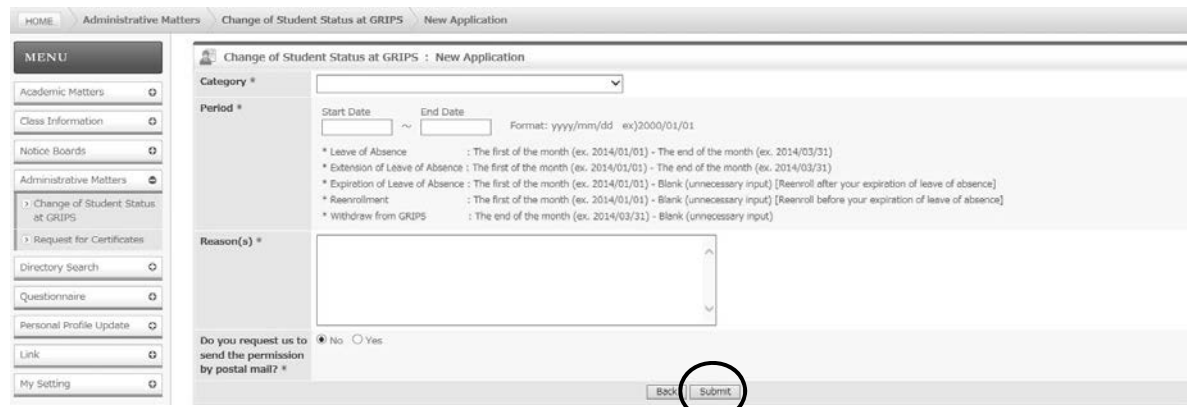 HOME Administrative Matters Change of Student Status at GRIPS New Application
MENU
Academic Matters
Class Information
Notice Boards
Administrative Matters
Change of Student Status
at GRIPS
Request for Certificates
Directory Search
Questionnaire
Personal Profile Update
Link
My Setting
Change of Student Status at GRIPS : New Application
Category *
Period *
Start Date End Date
~ Format: yyyy/mm/dd ex)2000/01/01
* Leave of Absence : The first of the month (ex. 2014/01/01) - The end of the month (ex. 2014/03/31)
* Extension of Leave of Absence : The first of the month (ex. 2014/01/01) - The end of the month (ex. 2014/03/31)
* Expiration of Leave of Absence : The first of the month (ex. 2014/01/01) - Blank (unnecessary input) [Reenroll after your expiration of leave of absence]
* Reenrollment : The first of the month (ex. 2014/01/01) - Blank (unnecessary input) [Reenroll before your expiration of leave of absence]
* Withdraw from GRIPS : The end of the month (ex. 2014/03/31) - Blank (unnecessary input)
Reason(s) *
Do you request us to
send the permission
by postal mail? *
No Yes
Back Submit